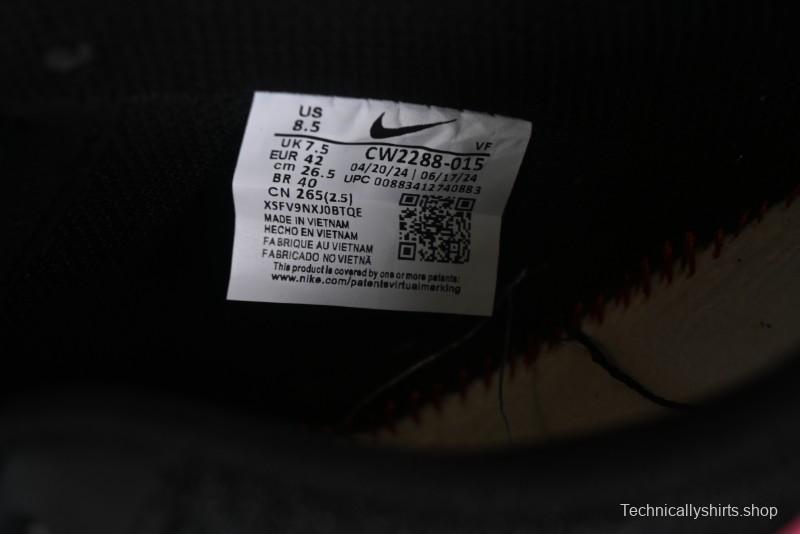 US
8.5
VF
UK 7.5
EUR 42
cm 26.5
BR 40
CN 265(2.5)
CW2288-015
04/20/24 | 06/17/24
UPC 00883412740883
XSFV9NXJ0BTQE
MADE IN VIETNAM
HECHO EN VIETNAM
FABRIQUE AU VIETNAM
FABRICADO NO VIETNÃ
This product is covered by one or more patents:
www.nike.com/patentsvirtualmerking
Technicallyshirts.shop